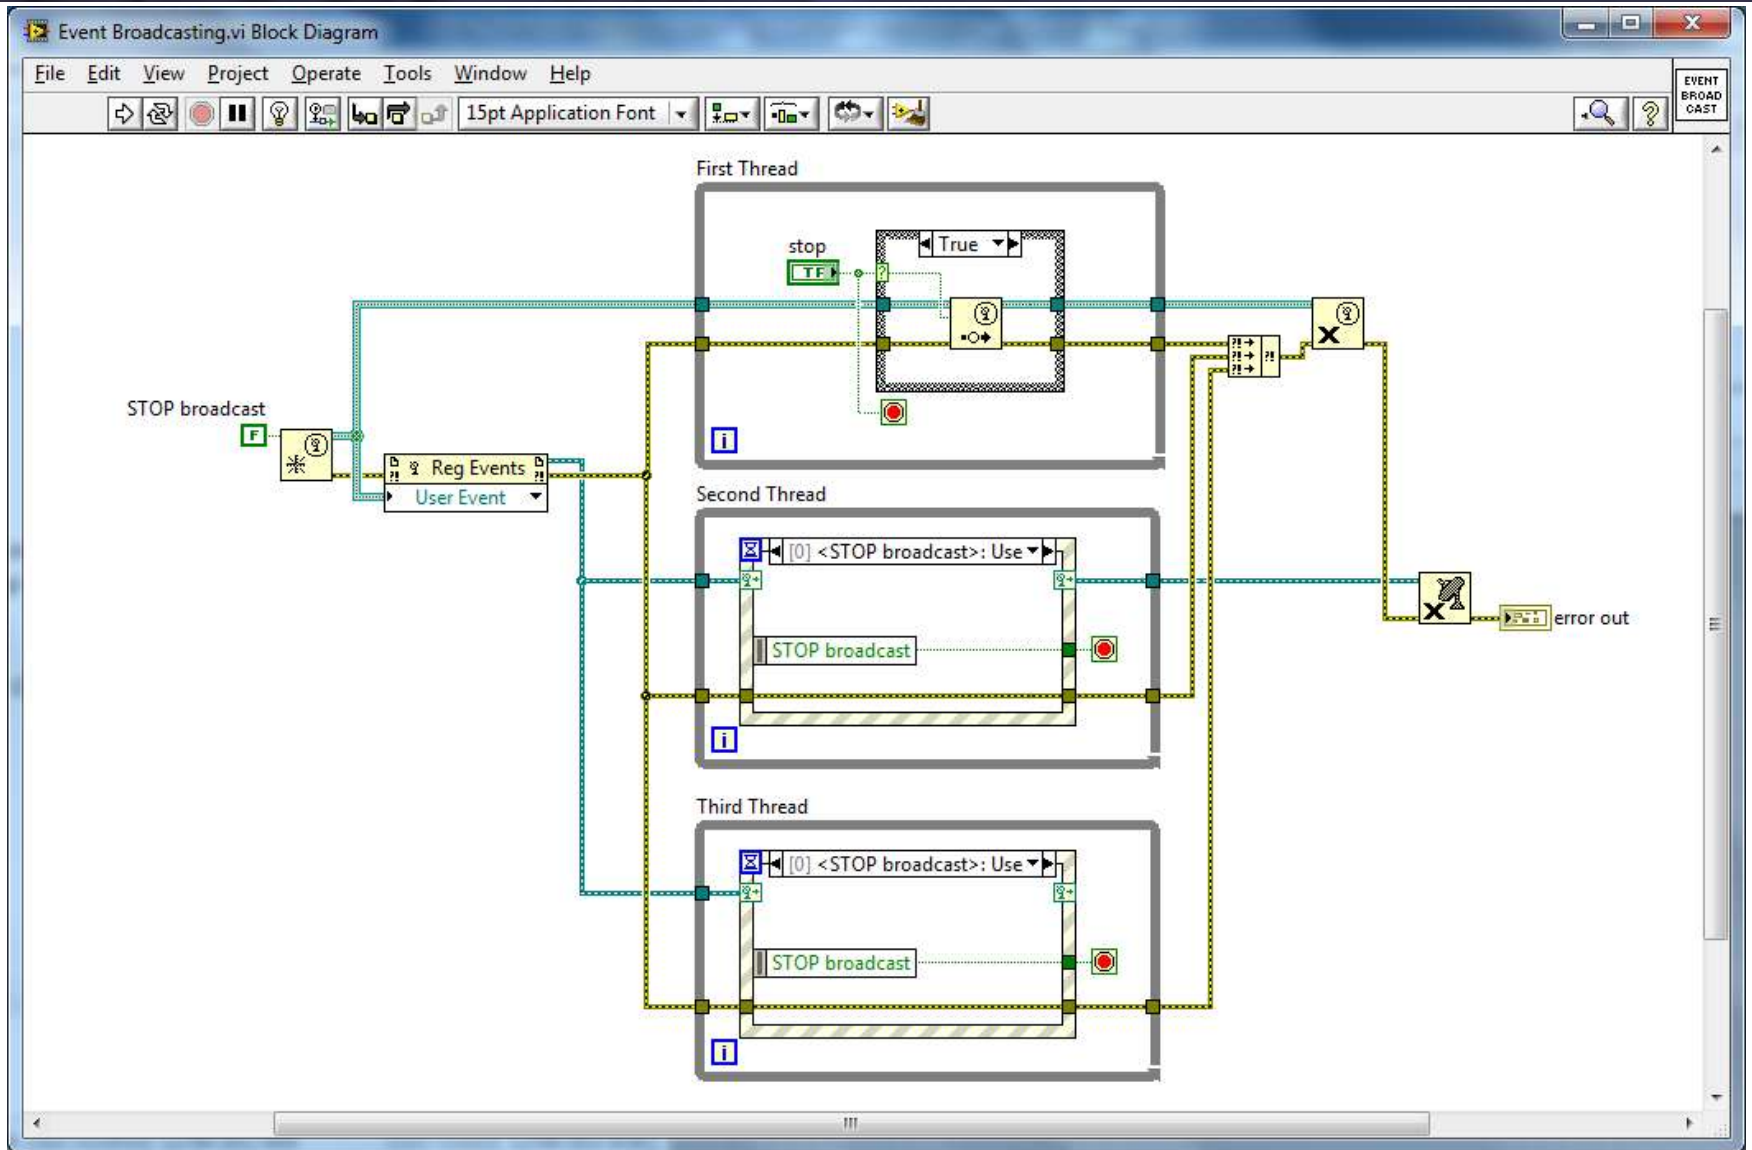 Event Broadcasting.vi Block Diagram
File Edit View Project Operate Tools Window Help
15pt Application Font
EVENT
BROAD
CAST
First Thread
stop
TF
True
?
i
STOP broadcast
F
Reg Events
User Event
Second Thread
[0] <STOP broadcast>: Use
STOP broadcast
i
error out
Third Thread
[0] <STOP broadcast>: Use
STOP broadcast
i